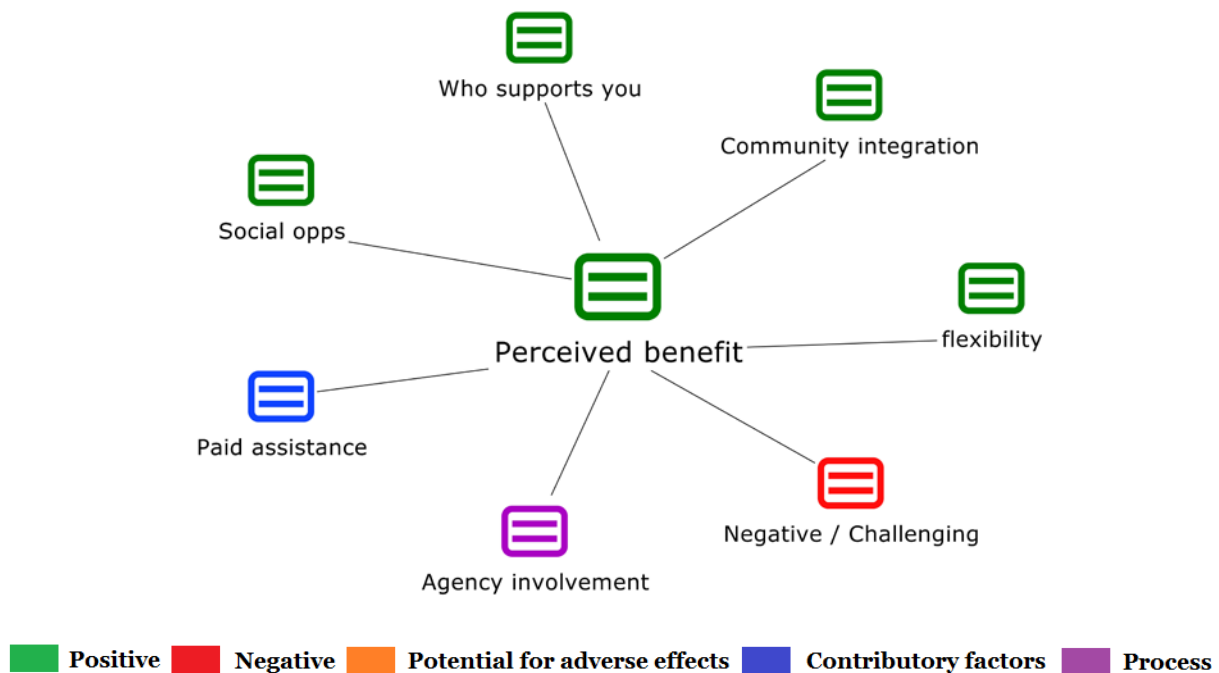 Who supports you
Community integration
Social opps
flexibility
Perceived benefit
Paid assistance
Negative / Challenging
Agency involvement
Positive Negative Potential for adverse effects Contributory factors Process